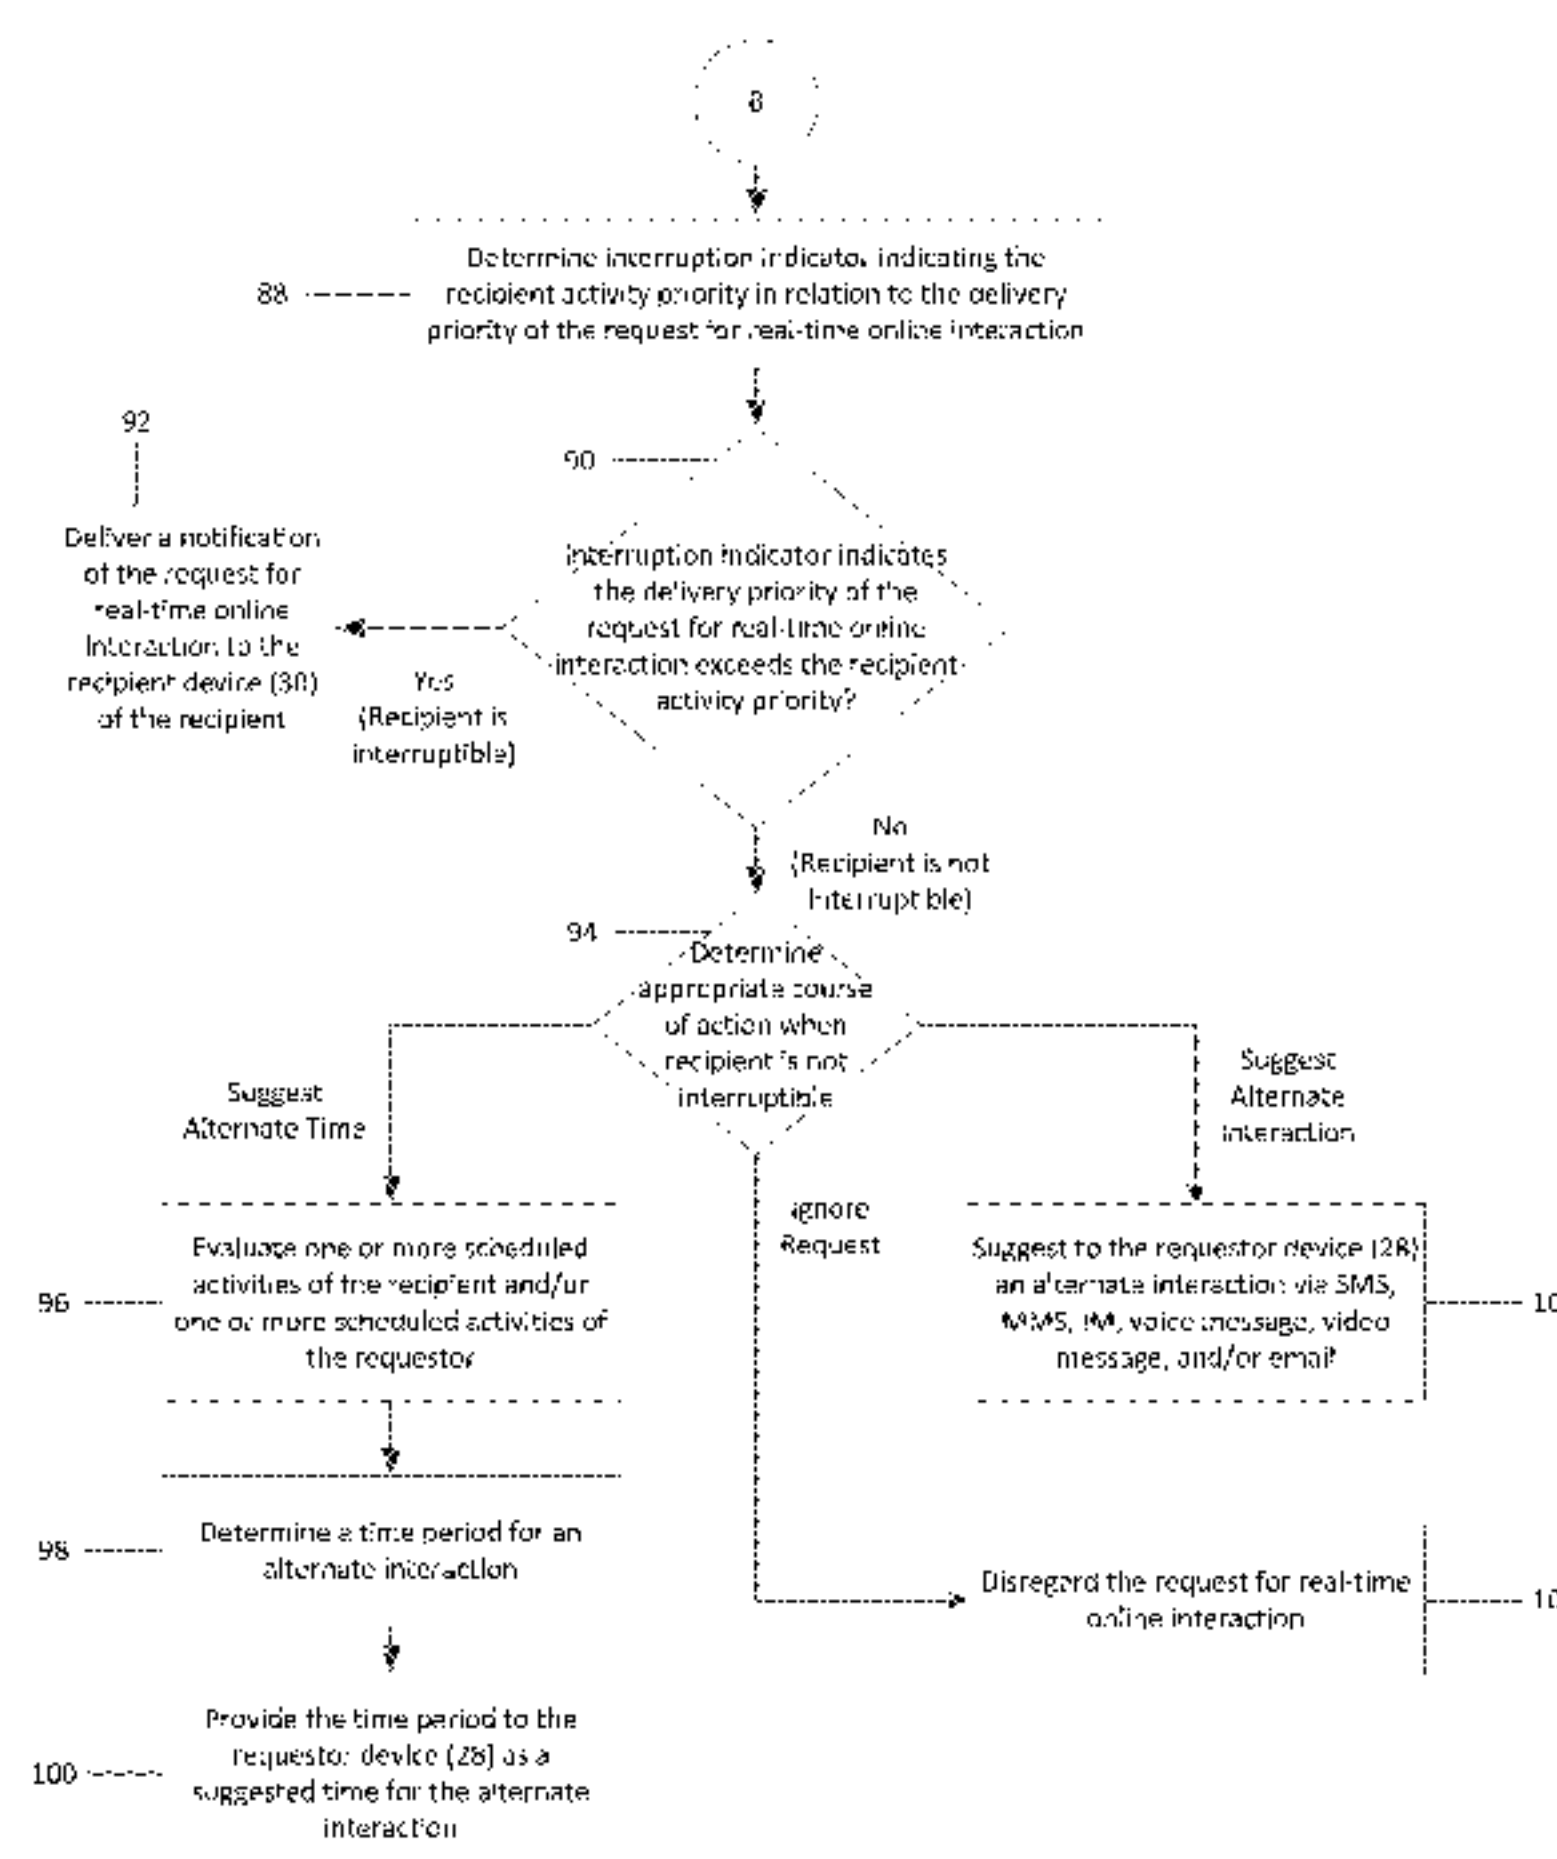 88
Determine interruption indicator indicating the
recipient activity priority in relation to the delivery
priority of the request for real-time online interaction
92
90
Deliver a notification
of the request for
real-time online
interaction to the
recipient device (30)
of the recipient
Yes
(Recipient is
interruptible)
Interruption indicator indicates
the delivery priority of the
request for real-time online
interaction exceeds the recipient
activity priority?
No
(Recipient is not
interruptible)
94
Determine
appropriate course
of action when
recipient is not
interruptible
Suggest
Alternate Time
Suggest
Alternate
Interaction
Ignore
Request
96
Evaluate one or more scheduled
activities of the recipient and/or
one or more scheduled activities of
the requestor
Suggest to the requestor device (28)
an alternate interaction via SMS,
MMS, IM, voice message, video
message, and/or email
10
98
Determine a time period for an
alternate interaction
Disregard the request for real-time
online interaction
10
100
Provide the time period to the
requestor device (28) as a
suggested time for the alternate
interaction